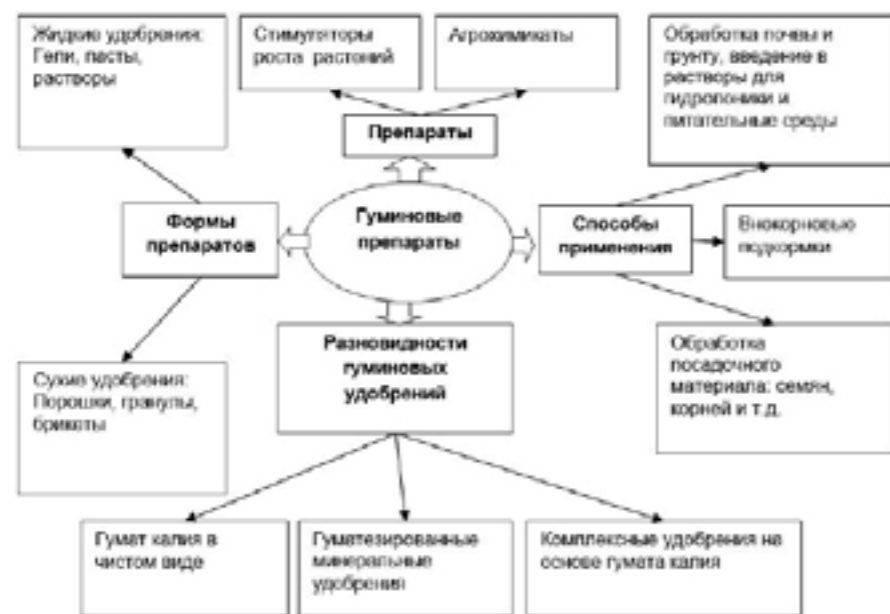 Жидкие удобрения:
Гели, пасты,
растворы
Стимуляторы
роста растений
Агрохимикаты
Обработка почвы и
грунту, введение в
растворы для
гидропоники и
питательные среды
Препараты
Формы
препаратов
Гуминовые
препараты
Способы
применения
Внокорновые
подкормки
Разновидности
гуминовых
удобрений
Обработка
посадочного
материала: семян,
корней и т.д.
Сухие удобрения:
Порошки, гранулы,
брикеты
Гумат калия в
чистом виде
Гуматезированные
минеральные
удобрения
Комплексные удобрения на
основе гумата калия